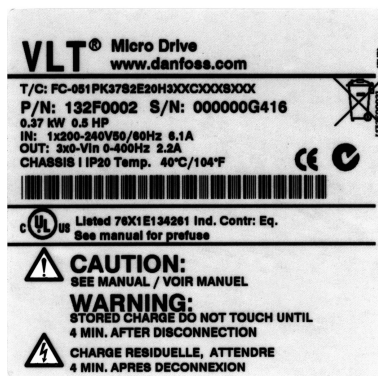 VLT® Micro Drive
www.danfoss.com
T/C: FC-051PK37S2E20H3XXCXXXSXXX
P/N: 132F0002 S/N: 000000G416
0.37 kW 0.5 HP
IN: 1x200-240V50/60Hz 6.1A
OUT: 3x0-Vin 0-400Hz 2.2A
CHASSIS I IP20 Temp. 40°C/104°F
CE
c UL US Listed 76X1E134261 Ind. Contr: Eq.
See manual for prefuse
CAUTION:
SEE MANUAL / VOIR MANUEL
WARNING:
STORED CHARGE DO NOT TOUCH UNTIL
4 MIN. AFTER DISCONNECTION
CHARGE RESIDUELLE, ATTENDRE
4 MIN. APRES DECONNEXION